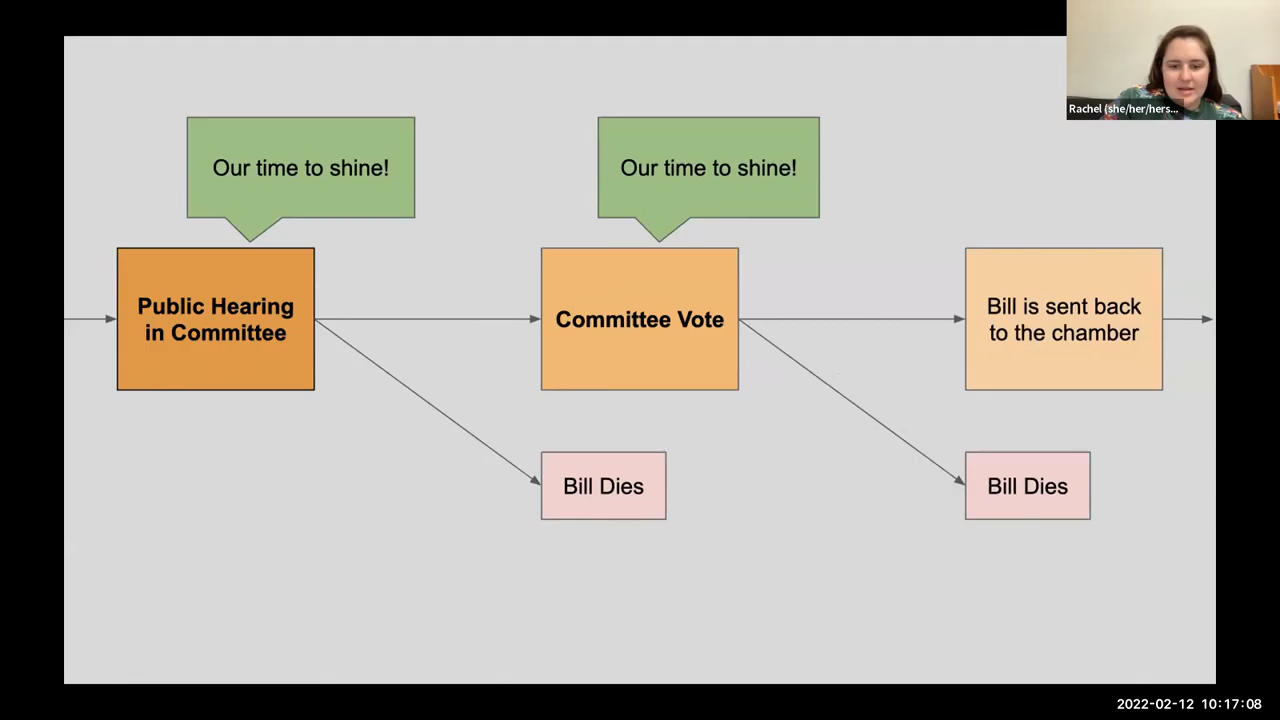 Rachel (she/her/hers...
Our time to shine!
Our time to shine!
Public Hearing
in Committee
Committee Vote
Bill is sent back
to the chamber
Bill Dies
Bill Dies
2022-02-12 10:17:08